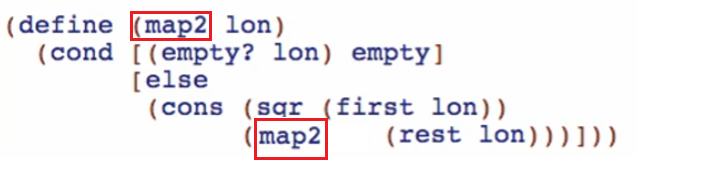 (define (map2 lon)
(cond [(empty? lon) empty]
[else
(cons (sqr (first lon))
(map2 (rest lon)))]))